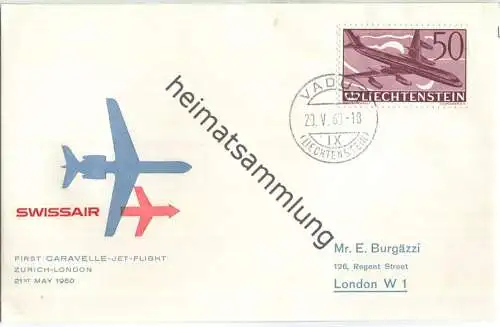 50
LIECHTENSTEIN
VADUZ
20.V.60-18
IX
(LIECHTENSTEIN)
heimatsammlung
SWISSAIR
FIRST CARAVELLE-JET-FLIGHT
ZURICH-LONDON
21ST MAY 1960
Mr. E. Burgäzzi
126, Regent Street
London W 1